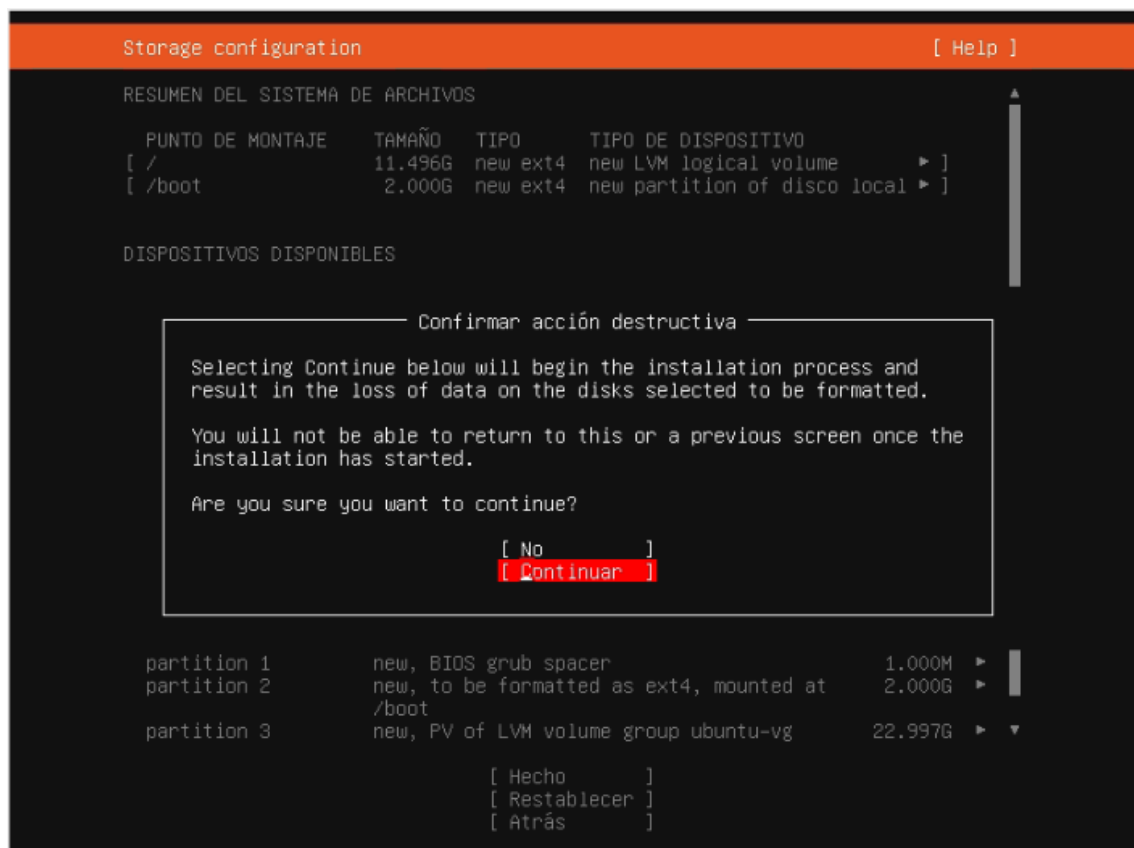 Storage configuration [ Help ]
RESUMEN DEL SISTEMA DE ARCHIVOS
PUNTO DE MONTAJE TAMAÑO TIPO TIPO DE DISPOSITIVO
[ / 11.496G new ext4 new LVM logical volume ▸ ]
[ /boot 2.000G new ext4 new partition of disco local ▸ ]
DISPOSITIVOS DISPONIBLES
Confirmar acción destructiva
Selecting Continue below will begin the installation process and
result in the loss of data on the disks selected to be formatted.
You will not be able to return to this or a previous screen once the
installation has started.
Are you sure you want to continue?
[ No ]
[ Continuar ]
partition 1 new, BIOS grub spacer 1.000M ▸
partition 2 new, to be formatted as ext4, mounted at 2.000G ▸
/boot
partition 3 new, PV of LVM volume group ubuntu-vg 22.997G ▸
[ Hecho ]
[ Restablecer ]
[ Atrás ]